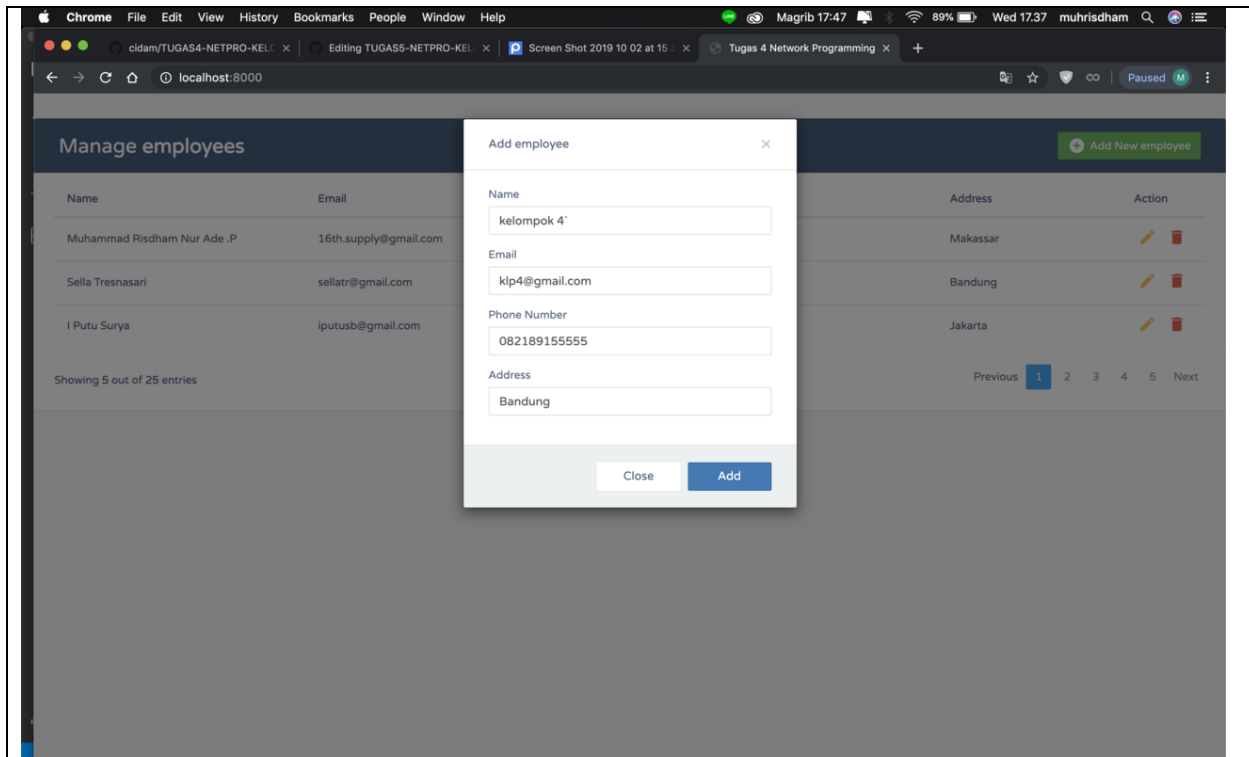 Chrome File Edit View History Bookmarks People Window Help Magrib 17:47 89% Wed 17.37 muhrisdham
cidam/TUGAS4-NETPRO-KELO Editing TUGAS5-NETPRO-KEL Screen Shot 2019 10 02 at 15 Tugas 4 Network Programming
localhost:8000 Paused M
Manage employees
Add New employee
Name Email Address Action
Muhammad Risdham Nur Ade .P 16th.supply@gmail.com Makassar
Sella Tresnasari sellatr@gmail.com Bandung
I Putu Surya iputusb@gmail.com Jakarta
Showing 5 out of 25 entries
Previous 1 2 3 4 5 Next
Add employee
Name
kelompok 4`
Email
klp4@gmail.com
Phone Number
082189155555
Address
Bandung
Close Add